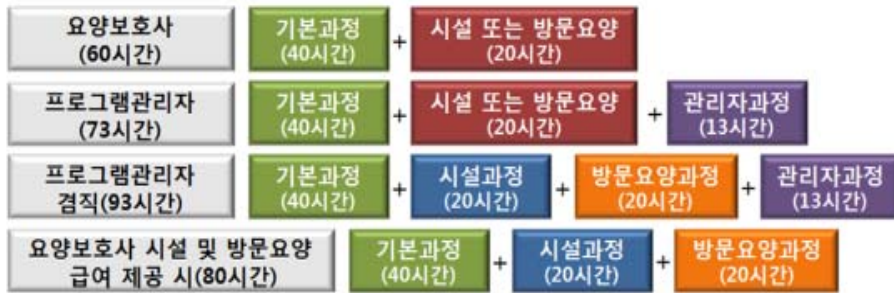 요양보호사
(60시간)
기본과정
(40시간)
+
시설 또는 방문요양
(20시간)
프로그램관리자
(73시간)
기본과정
(40시간)
+
시설 또는 방문요양
(20시간)
+
관리자과정
(13시간)
프로그램관리자
겸직(93시간)
기본과정
(40시간)
+
시설과정
(20시간)
+
방문요양과정
(20시간)
+
관리자과정
(13시간)
요양보호사 시설 및 방문요양
급여 제공 시(80시간)
기본과정
(40시간)
+
시설과정
(20시간)
+
방문요양과정
(20시간)